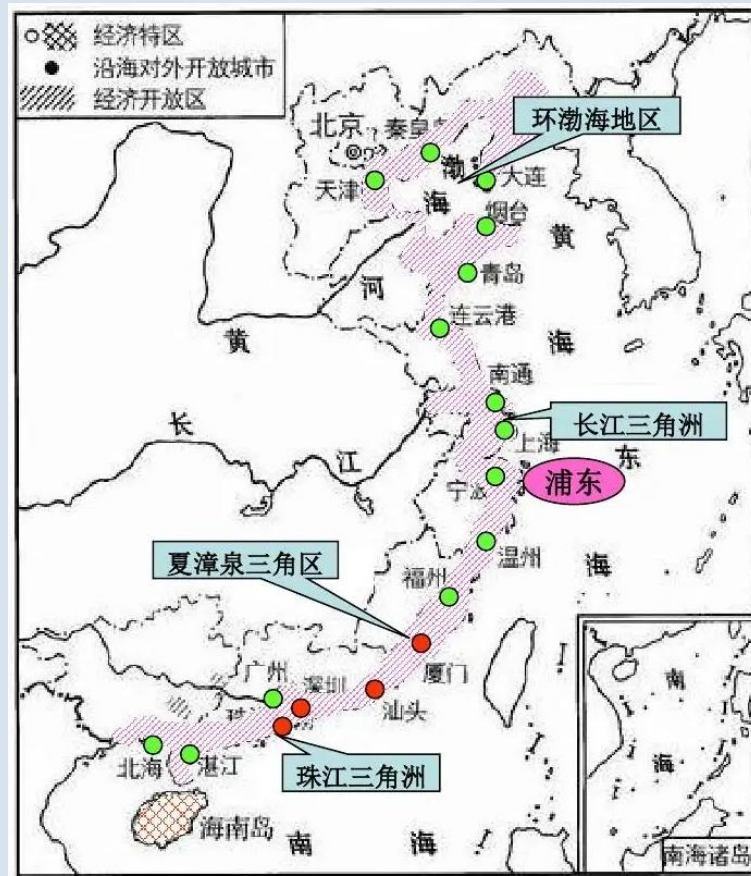 经济特区
沿海对外开放城市
经济开放区
北京
秦皇
环渤海地区
渤
海
天津
大连
烟台
黄
海
青岛
河
连云港
黄
南通
长江三角洲
长
江
上海
东
海
宁波
浦东
温州
夏漳泉三角区
福州
厦门
广州
深圳
汕头
珠
珠江三角洲
北海
湛江
海南岛
南
海
南
海
南海诸岛